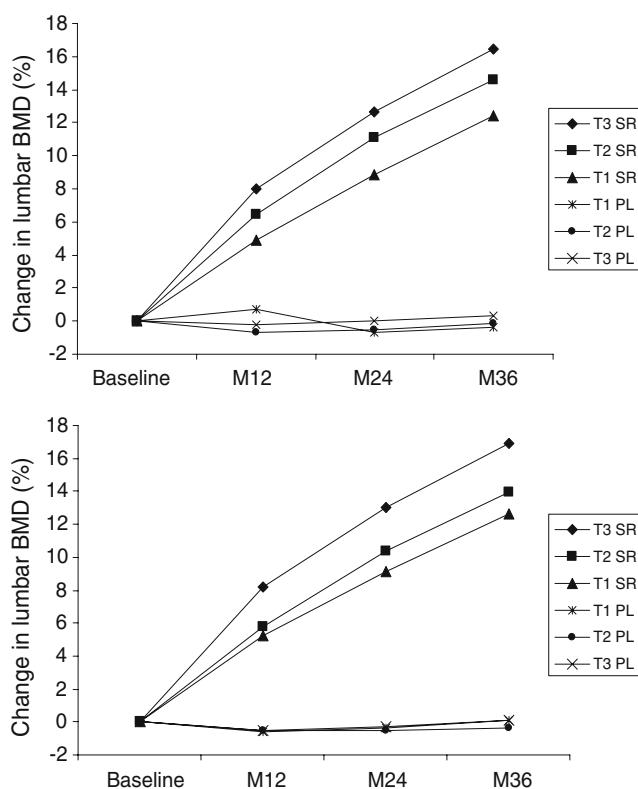 Change in lumbar BMD (%)
18
16
14
12
10
8
6
4
2
0
-2
Baseline M12 M24 M36
T3 SR
T2 SR
T1 SR
T1 PL
T2 PL
T3 PL
Change in lumbar BMD (%)
18
16
14
12
10
8
6
4
2
0
-2
Baseline M12 M24 M36
T3 SR
T2 SR
T1 SR
T1 PL
T2 PL
T3 PL